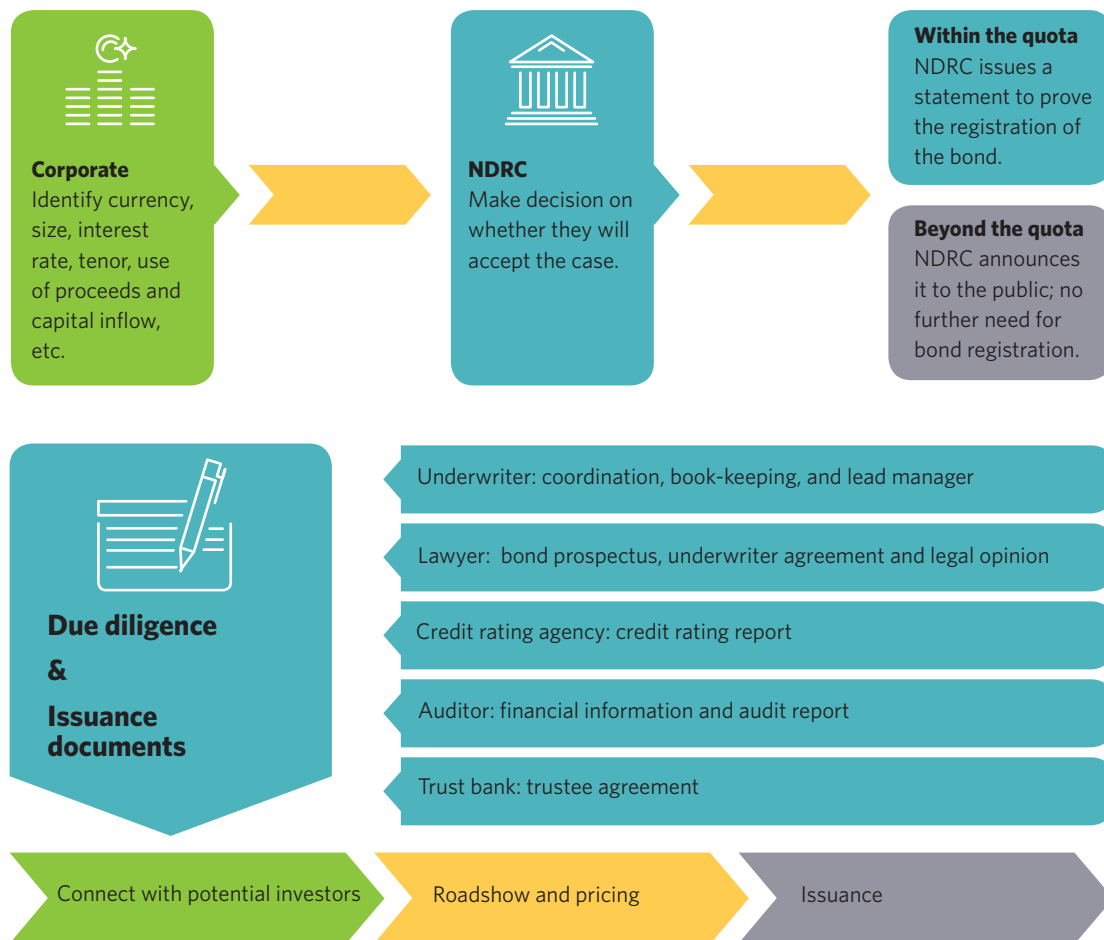 Corporate
Identify currency,
size, interest
rate, tenor, use
of proceeds and
capital inflow,
etc.
NDRC
Make decision on
whether they will
accept the case.
Within the quota
NDRC issues a
statement to prove
the registration of
the bond.
Beyond the quota
NDRC announces
it to the public; no
further need for
bond registration.
Due diligence
&
Issuance
documents
Underwriter: coordination, book-keeping, and lead manager
Lawyer: bond prospectus, underwriter agreement and legal opinion
Credit rating agency: credit rating report
Auditor: financial information and audit report
Trust bank: trustee agreement
Connect with potential investors
Roadshow and pricing
Issuance